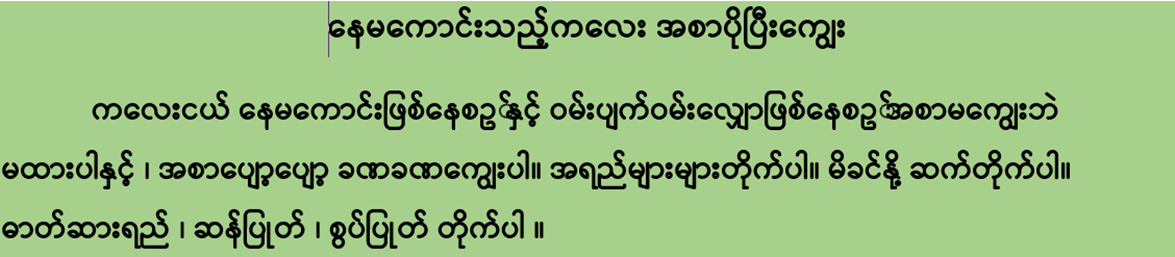 နေမကောင်းသည့်ကလေး အစာပိုပြီးကျွေး
ကလေးငယ် နေမကောင်းဖြစ်နေစဥ်နှင့် ဝမ်းပျက်ဝမ်းလျှောဖြစ်နေစဥ်အစာမကျွေးဘဲ
မထားပါနှင့် ၊ အစာပျော့ပျော့ ခဏခဏကျွေးပါ။ အရည်များများတိုက်ပါ။ မိခင်နို့ ဆက်တိုက်ပါ။
ဓာတ်ဆားရည် ၊ ဆန်ပြုတ် ၊ စွပ်ပြုတ် တိုက်ပါ ။